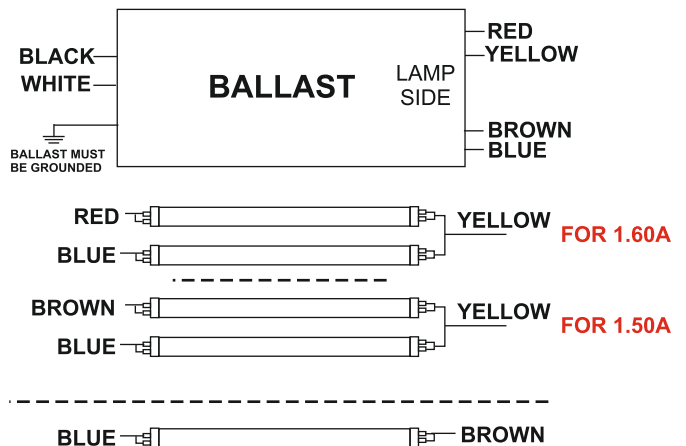 BLACK
WHITE
BALLAST MUST
BE GROUNDED
BALLAST
LAMP
SIDE
RED
YELLOW
BROWN
BLUE
RED
BLUE
YELLOW
FOR 1.60A
BROWN
BLUE
YELLOW
FOR 1.50A
BLUE
BROWN